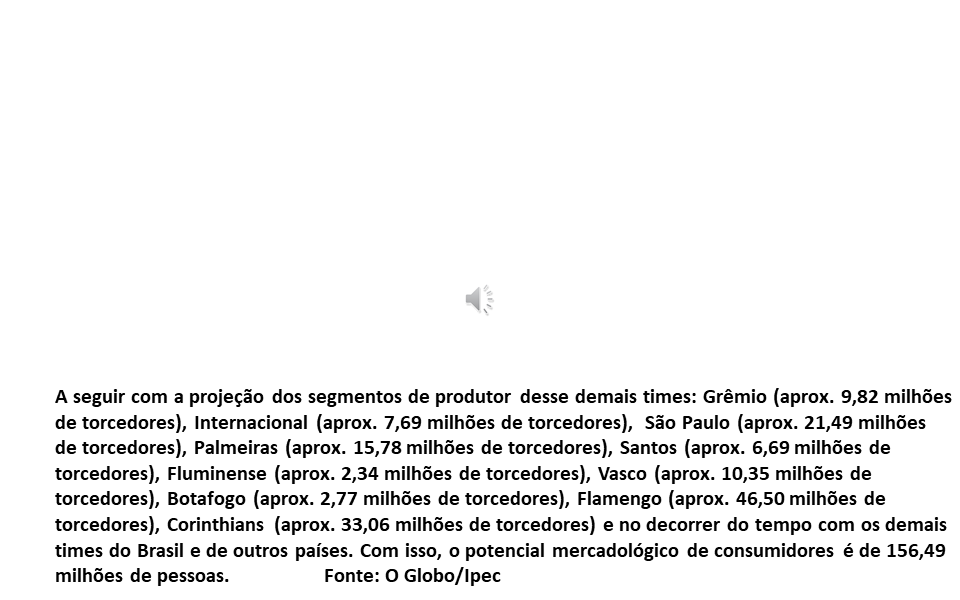 A seguir com a projeção dos segmentos de produtor desse demais times: Grêmio (aprox. 9,82 milhões
de torcedores), Internacional (aprox. 7,69 milhões de torcedores), São Paulo (aprox. 21,49 milhões
de torcedores), Palmeiras (aprox. 15,78 milhões de torcedores), Santos (aprox. 6,69 milhões de
torcedores), Fluminense (aprox. 2,34 milhões de torcedores), Vasco (aprox. 10,35 milhões de
torcedores), Botafogo (aprox. 2,77 milhões de torcedores), Flamengo (aprox. 46,50 milhões de
torcedores), Corinthians (aprox. 33,06 milhões de torcedores) e no decorrer do tempo com os demais
times do Brasil e de outros países. Com isso, o potencial mercadológico de consumidores é de 156,49
milhões de pessoas. Fonte: O Globo/Ipec